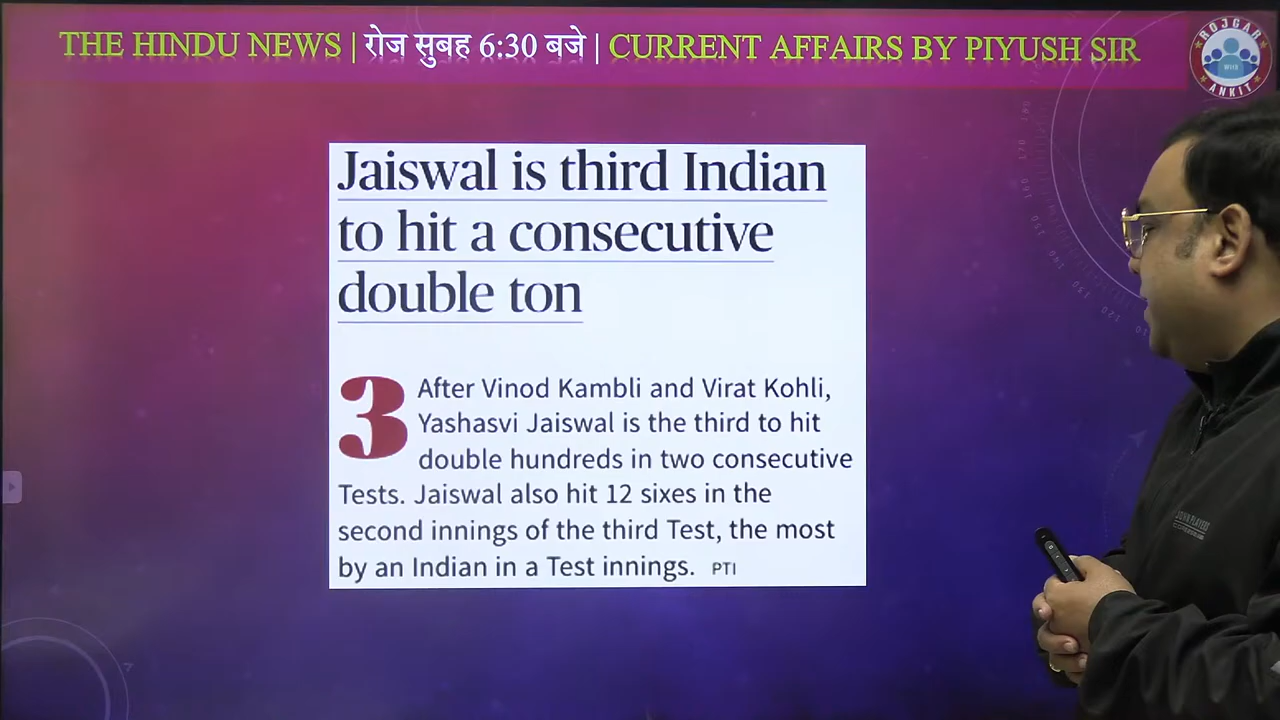 THE HINDU NEWS | रोज सुबह 6:30 बजे | CURRENT AFFAIRS BY PIYUSH SIR
ROJGAR
WITH
ANKIT
Jaiswal is third Indian
to hit a consecutive
double ton
3 After Vinod Kambli and Virat Kohli,
Yashasvi Jaiswal is the third to hit
double hundreds in two consecutive
Tests. Jaiswal also hit 12 sixes in the
second innings of the third Test, the most
by an Indian in a Test innings. PTI